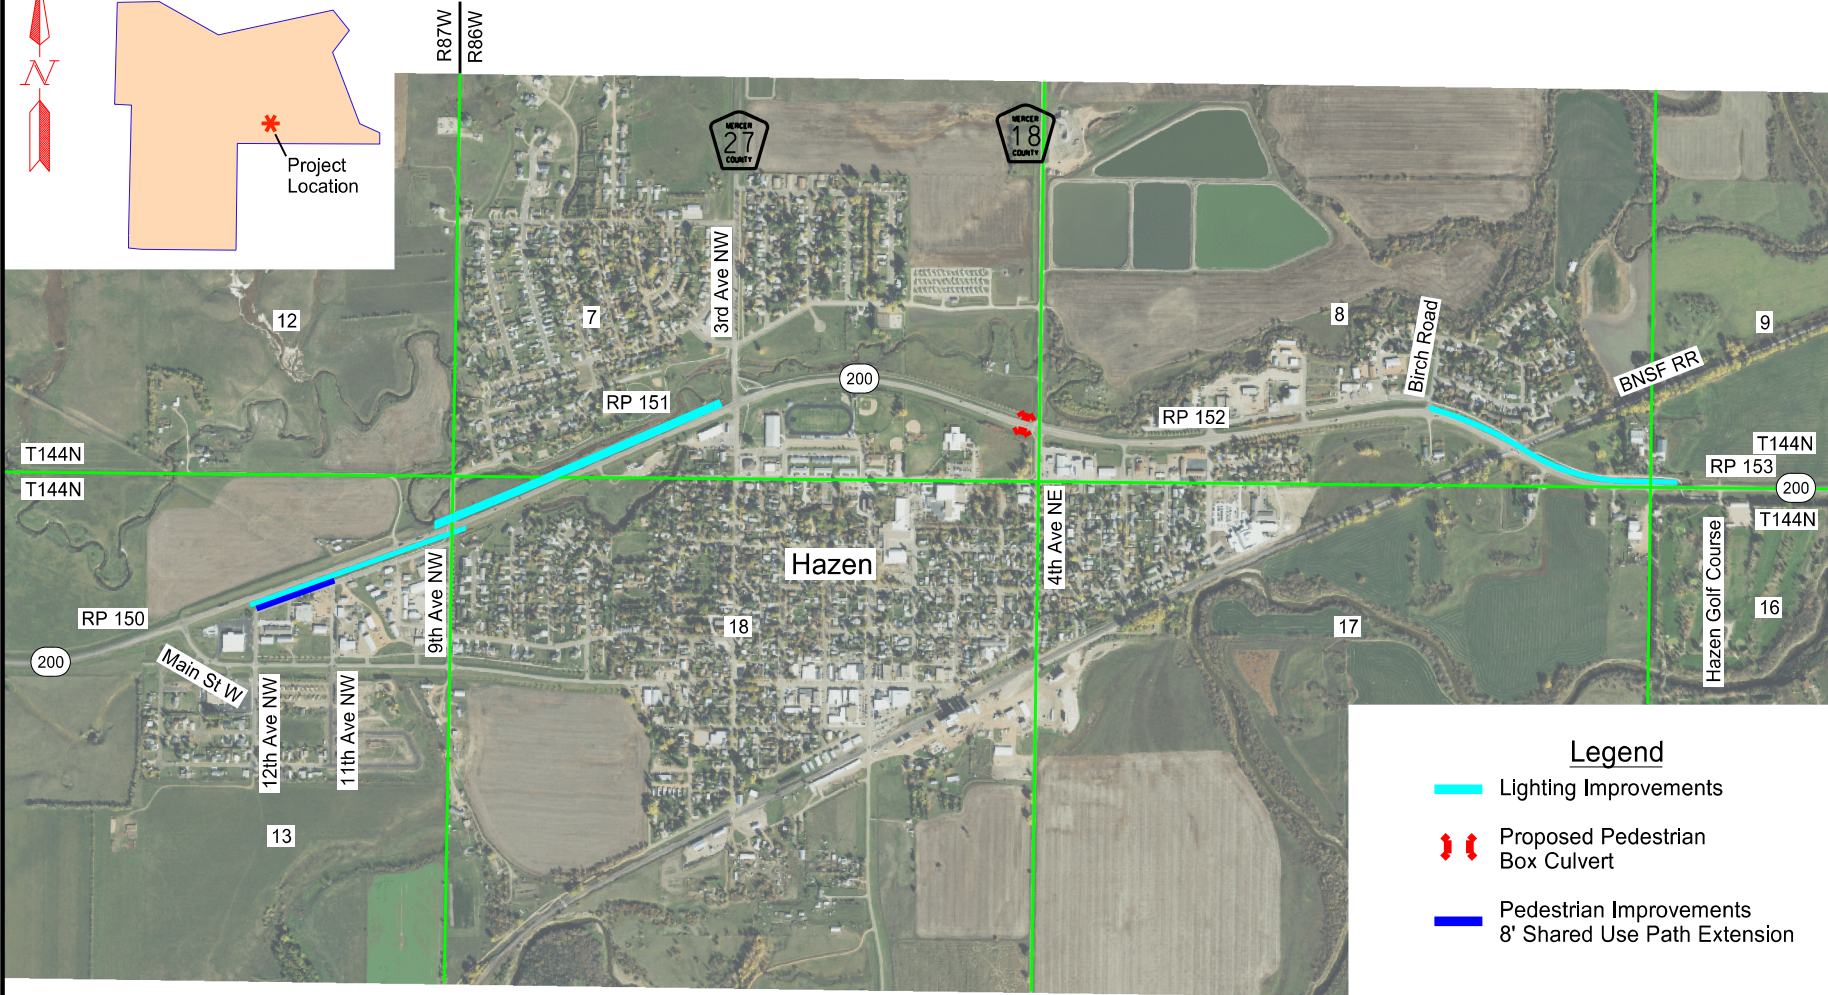 N
Project
Location
R87W
R86W
MERCER
27
COUNTY
MERCER
18
COUNTY
3rd Ave NW
12
7
8
9
Birch Road
BNSF RR
RP 151
200
RP 152
T144N
T144N
T144N
RP 153
200
T144N
Hazen
4th Ave NE
9th Ave NW
RP 150
200
Main St W
12th Ave NW
11th Ave NW
18
17
16
Hazen Golf Course
13
Legend
Lighting Improvements
Proposed Pedestrian
Box Culvert
Pedestrian Improvements
8' Shared Use Path Extension